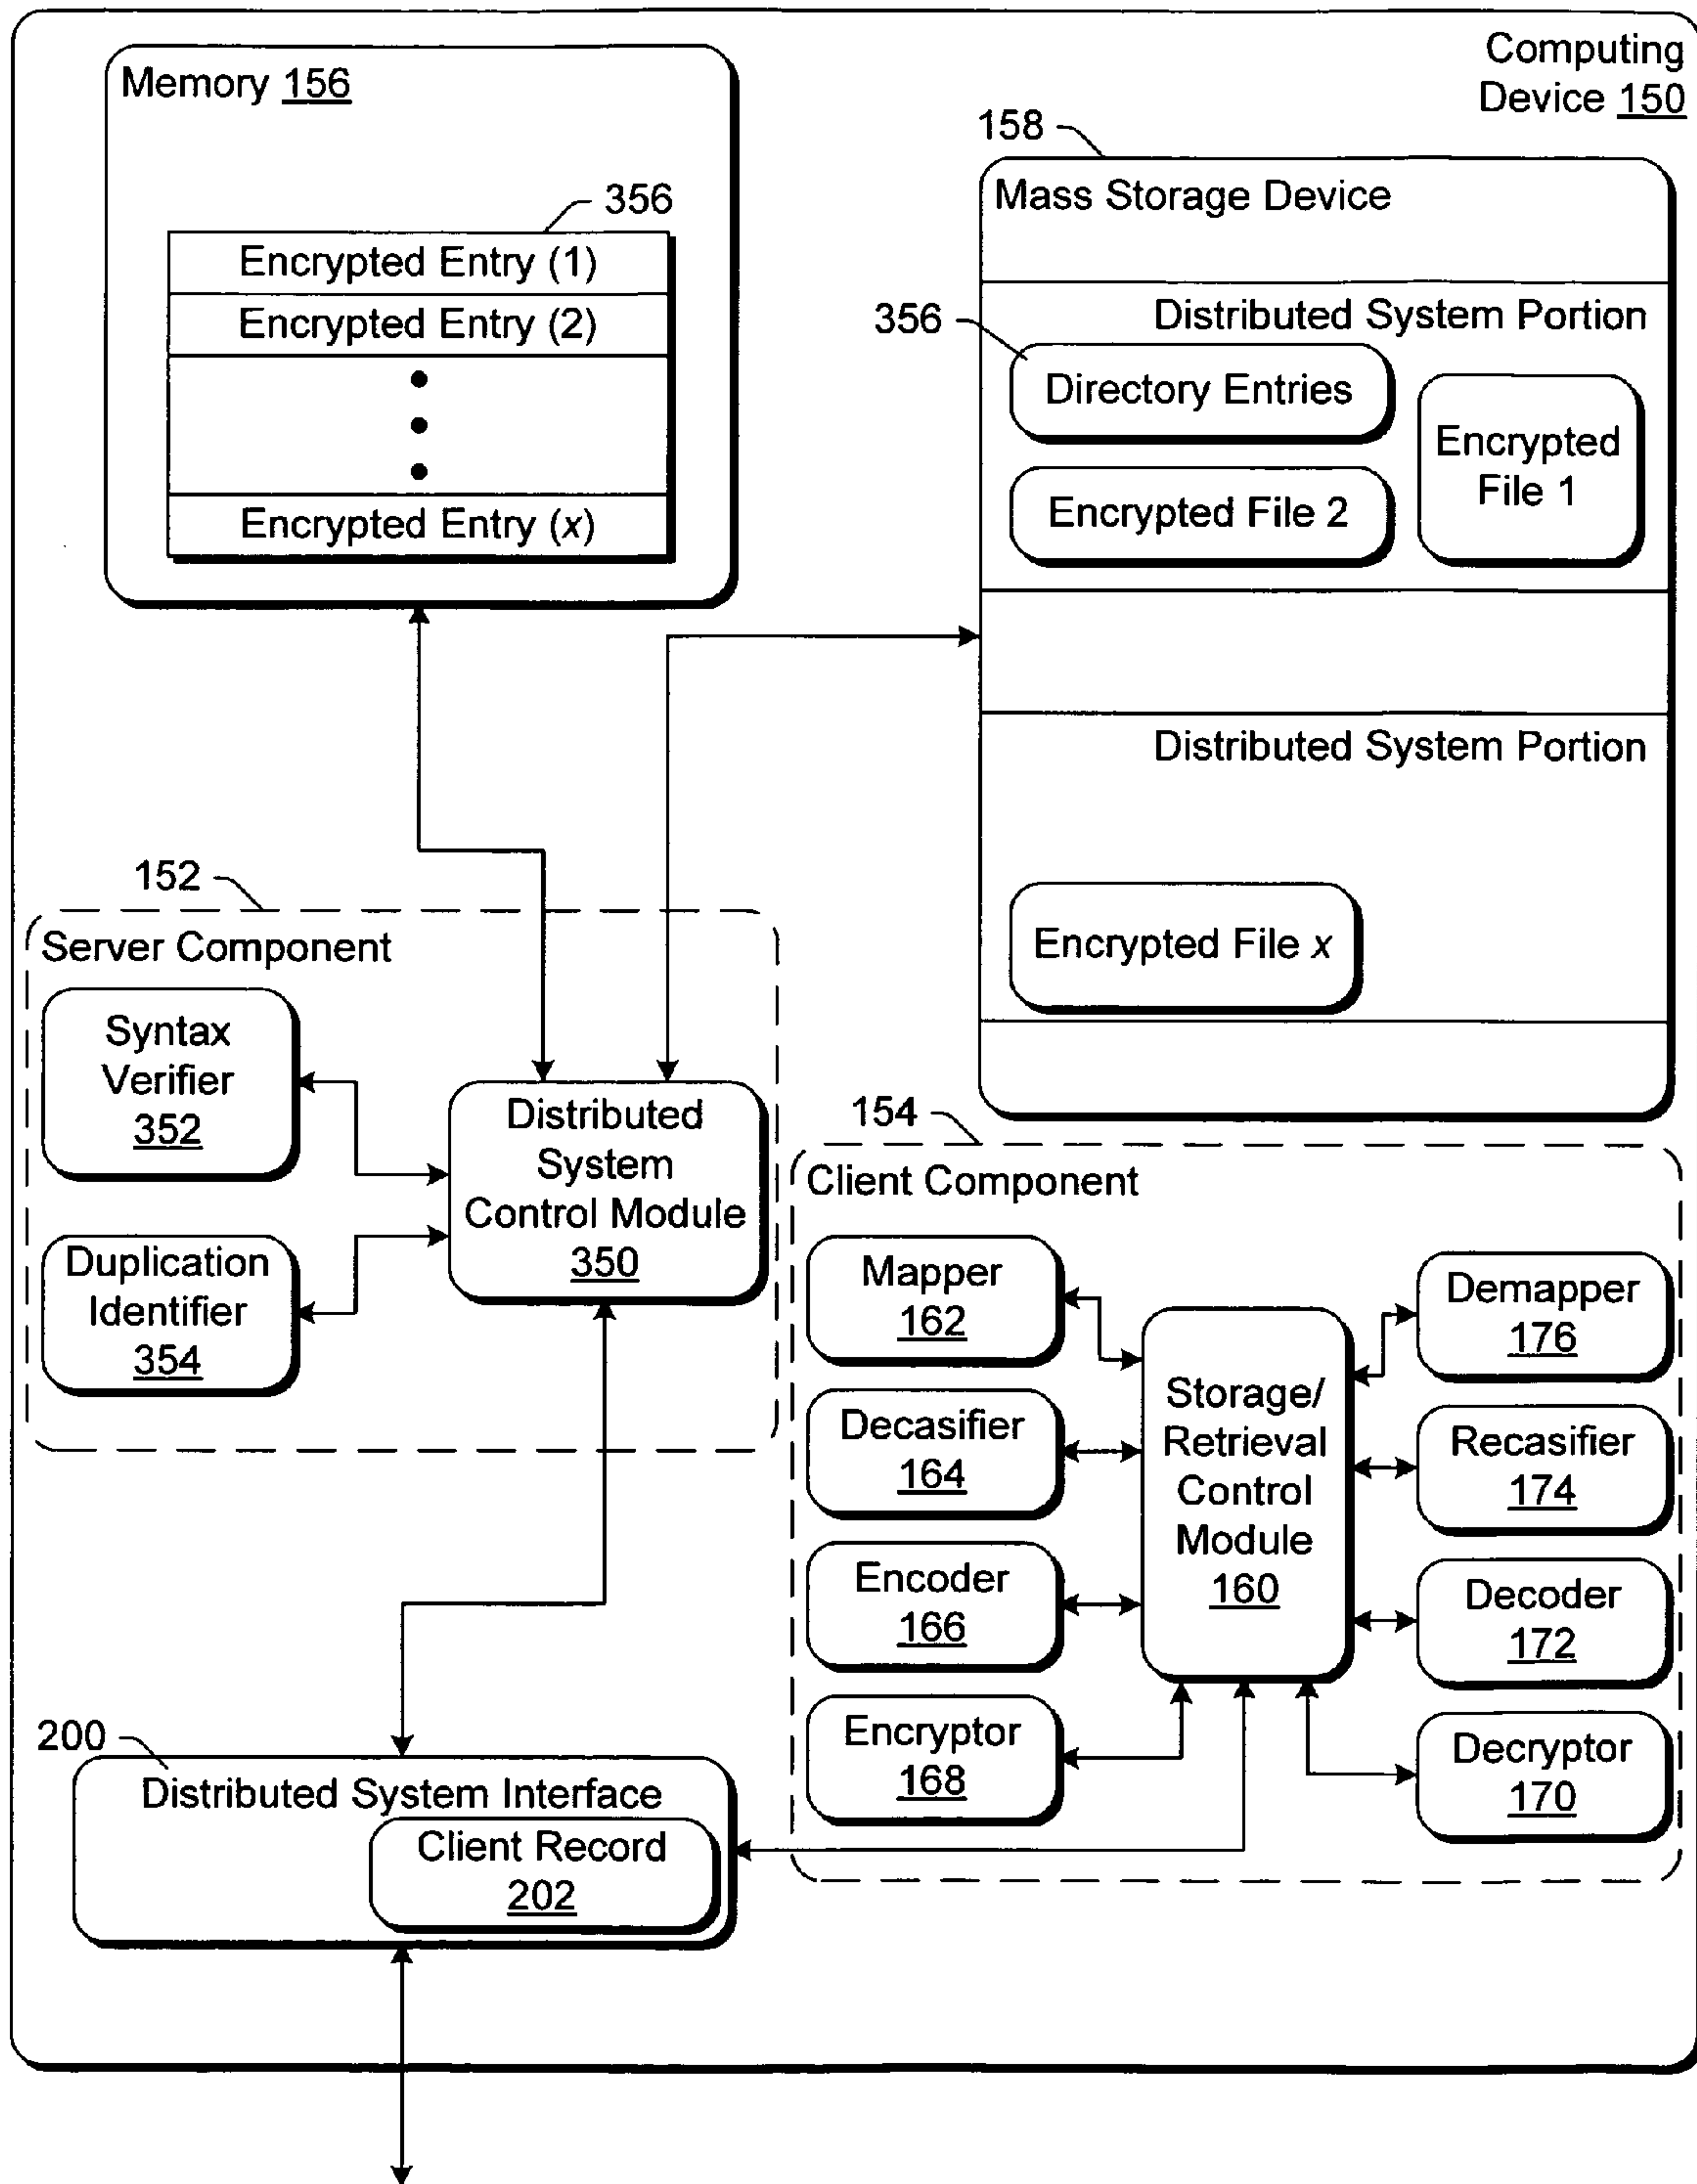 Computing
Device 150
Memory 156
356
Encrypted Entry (1)
Encrypted Entry (2)
Encrypted Entry (x)
158
Mass Storage Device
Distributed System Portion
356
Directory Entries
Encrypted
File 1
Encrypted File 2
Distributed System Portion
Encrypted File x
152
Server Component
Syntax
Verifier
352
Duplication
Identifier
354
Distributed
System
Control Module
350
154
Client Component
Mapper
162
Decasifier
164
Encoder
166
Encryptor
168
Storage/
Retrieval
Control
Module
160
Demapper
176
Recasifier
174
Decoder
172
Decryptor
170
200
Distributed System Interface
Client Record
202